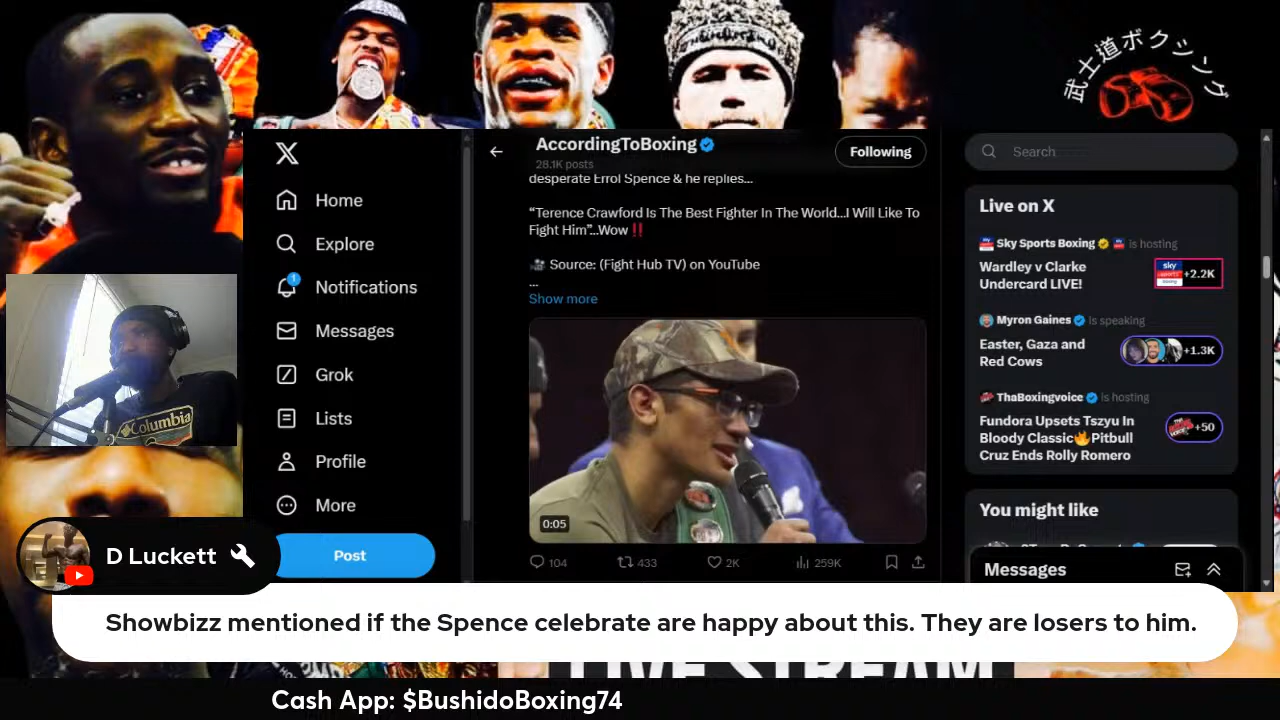 武士道ボクシング
AccordingToBoxing
28.1K posts
Following
Search
desperate Errol Spence & he replies...
“Terence Crawford Is The Best Fighter In The World...I Will Like To
Fight Him”...Wow ‼️
🎥 Source: (Fight Hub TV) on YouTube
...
Show more
0:05
104
433
2K
259K
Home
Explore
1
Notifications
Messages
Grok
Lists
Profile
More
Post
Live on X
Sky Sports Boxing is hosting
Wardley v Clarke
Undercard LIVE!
sky
sports
+2.2K
Myron Gaines is speaking
Easter, Gaza and
Red Cows
+1.3K
ThaBoxingvoice is hosting
Fundora Upsets Tszyu In
Bloody Classic🔥Pitbull
Cruz Ends Rolly Romero
+50
You might like
Messages
Columbia
D Luckett
Showbizz mentioned if the Spence celebrate are happy about this. They are losers to him.
LIVE STREAM
Cash App: $BushidoBoxing74